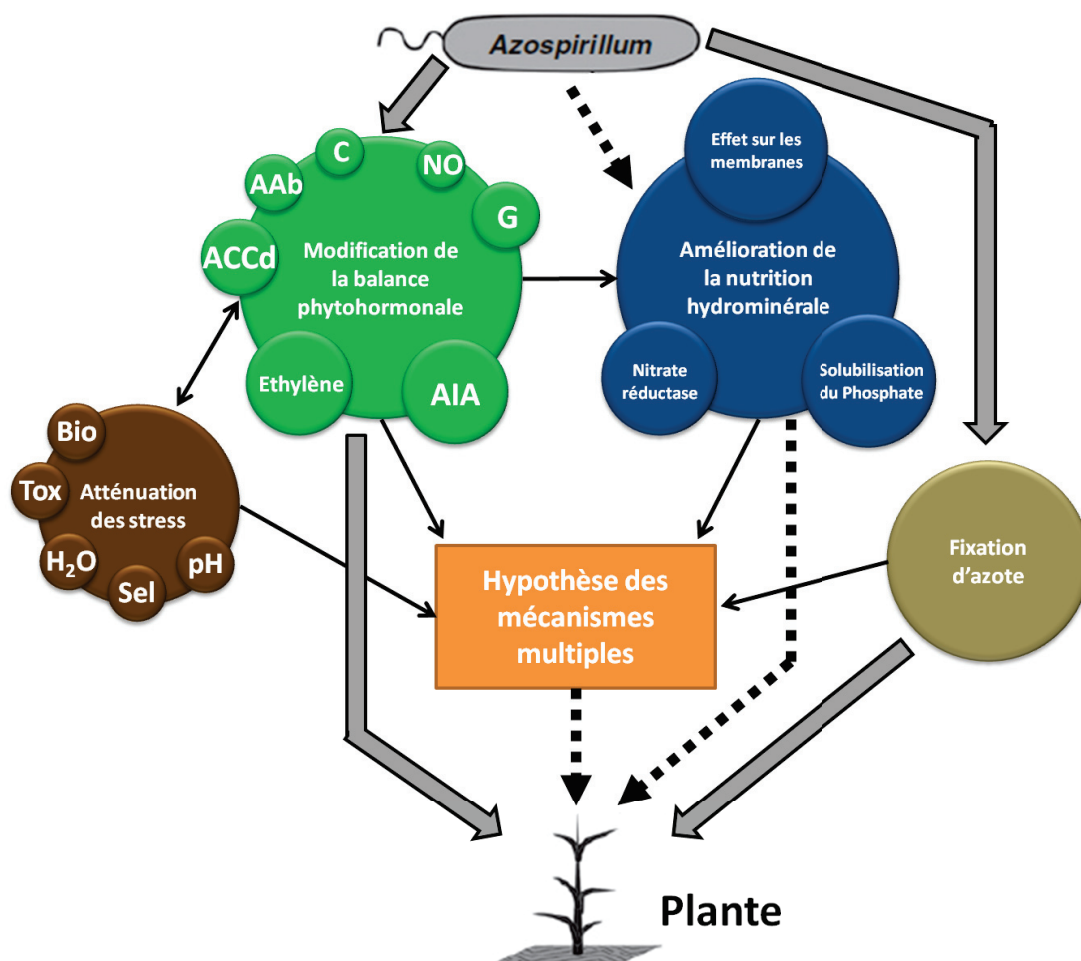 Azospirillum
C
NO
AAb
G
ACCd
Modification de
la balance
phytohormonale
Ethylène
AIA
Effet sur les
membranes
Amélioration de
la nutrition
hydrominérale
Nitrate
réductase
Solubilisation
du Phosphate
Bio
Tox
Atténuation
des stress
H₂O
pH
Sel
Hypothèse des
mécanismes
multiples
Fixation
d'azote
Plante